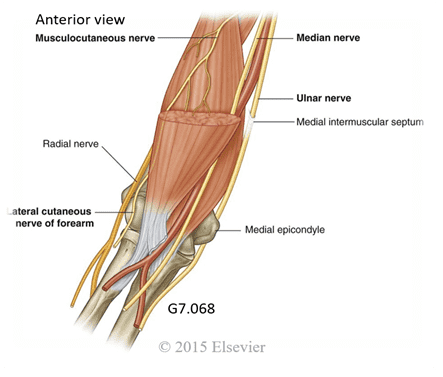 Anterior view
Musculocutaneous nerve
Median nerve
Ulnar nerve
Medial intermuscular septum
Radial nerve
ateral cutaneous
nerve of forearm
Medial epicondyle
G7.068
© 2015 Elsevier